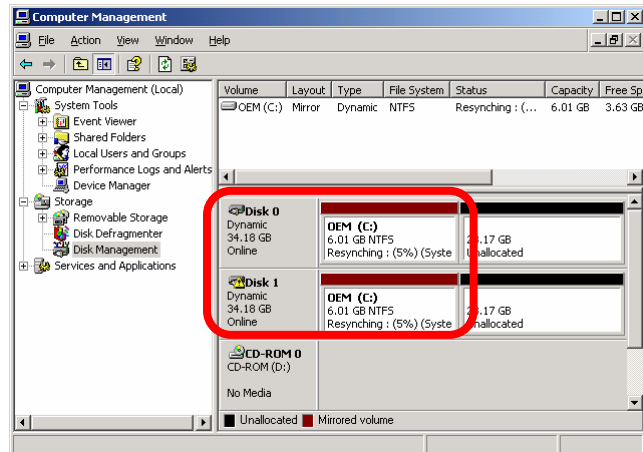 Computer Management
File Action View Window Help
Computer Management (Local)
System Tools
Event Viewer
Shared Folders
Local Users and Groups
Performance Logs and Alerts
Device Manager
Storage
Removable Storage
Disk Defragmenter
Disk Management
Services and Applications
Volume Layout Type File System Status Capacity Free Sp
OEM (C:) Mirror Dynamic NTFS Resynching : (... 6.01 GB 3.63 GB
Disk 0
Dynamic
34.18 GB
Online
OEM (C:)
6.01 GB NTFS
Resynching : (5%) (Syste
GB
Unallocated
Disk 1
Dynamic
34.18 GB
Online
OEM (C:)
6.01 GB NTFS
Resynching : (5%) (Syste
GB
Unallocated
CD-ROM 0
CD-ROM (D:)
No Media
Unallocated Mirrored volume